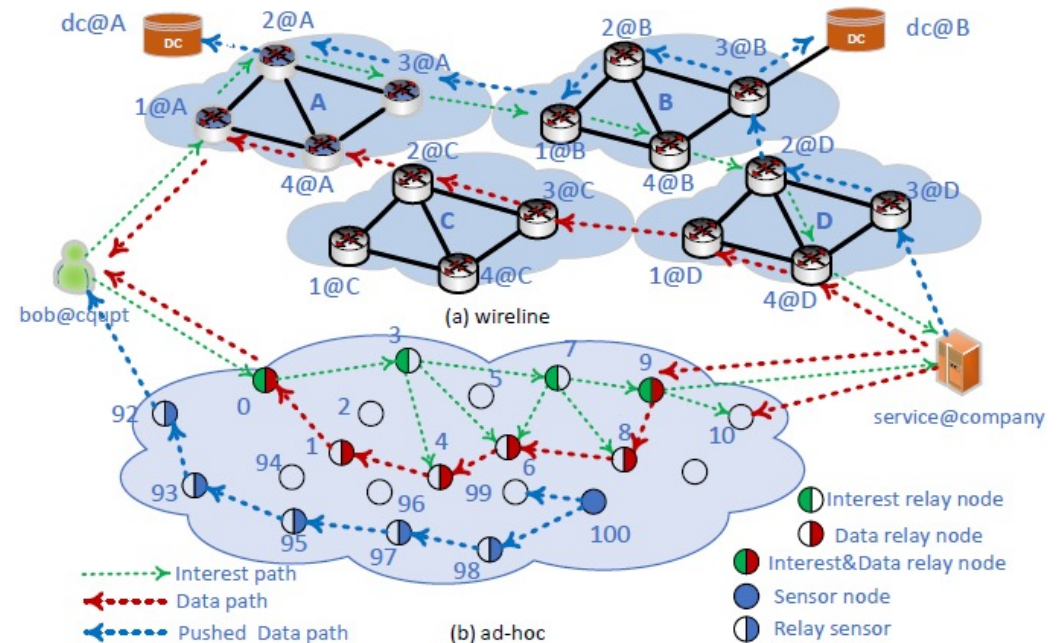 dc@A
DC
2@A
3@A
1@A
A
4@A
2@B
3@B
DC
dc@B
B
1@B
4@B
2@C
3@C
C
1@C
4@C
2@D
3@D
D
1@D
4@D
bob@cqupt
(a) wireline
service@company
0
3
7
9
10
5
2
1
4
6
8
92
93
94
95
96
97
98
99
100
Interest relay node
Data relay node
Interest&Data relay node
Sensor node
Relay sensor
Interest path
Data path
Pushed Data path
(b) ad-hoc